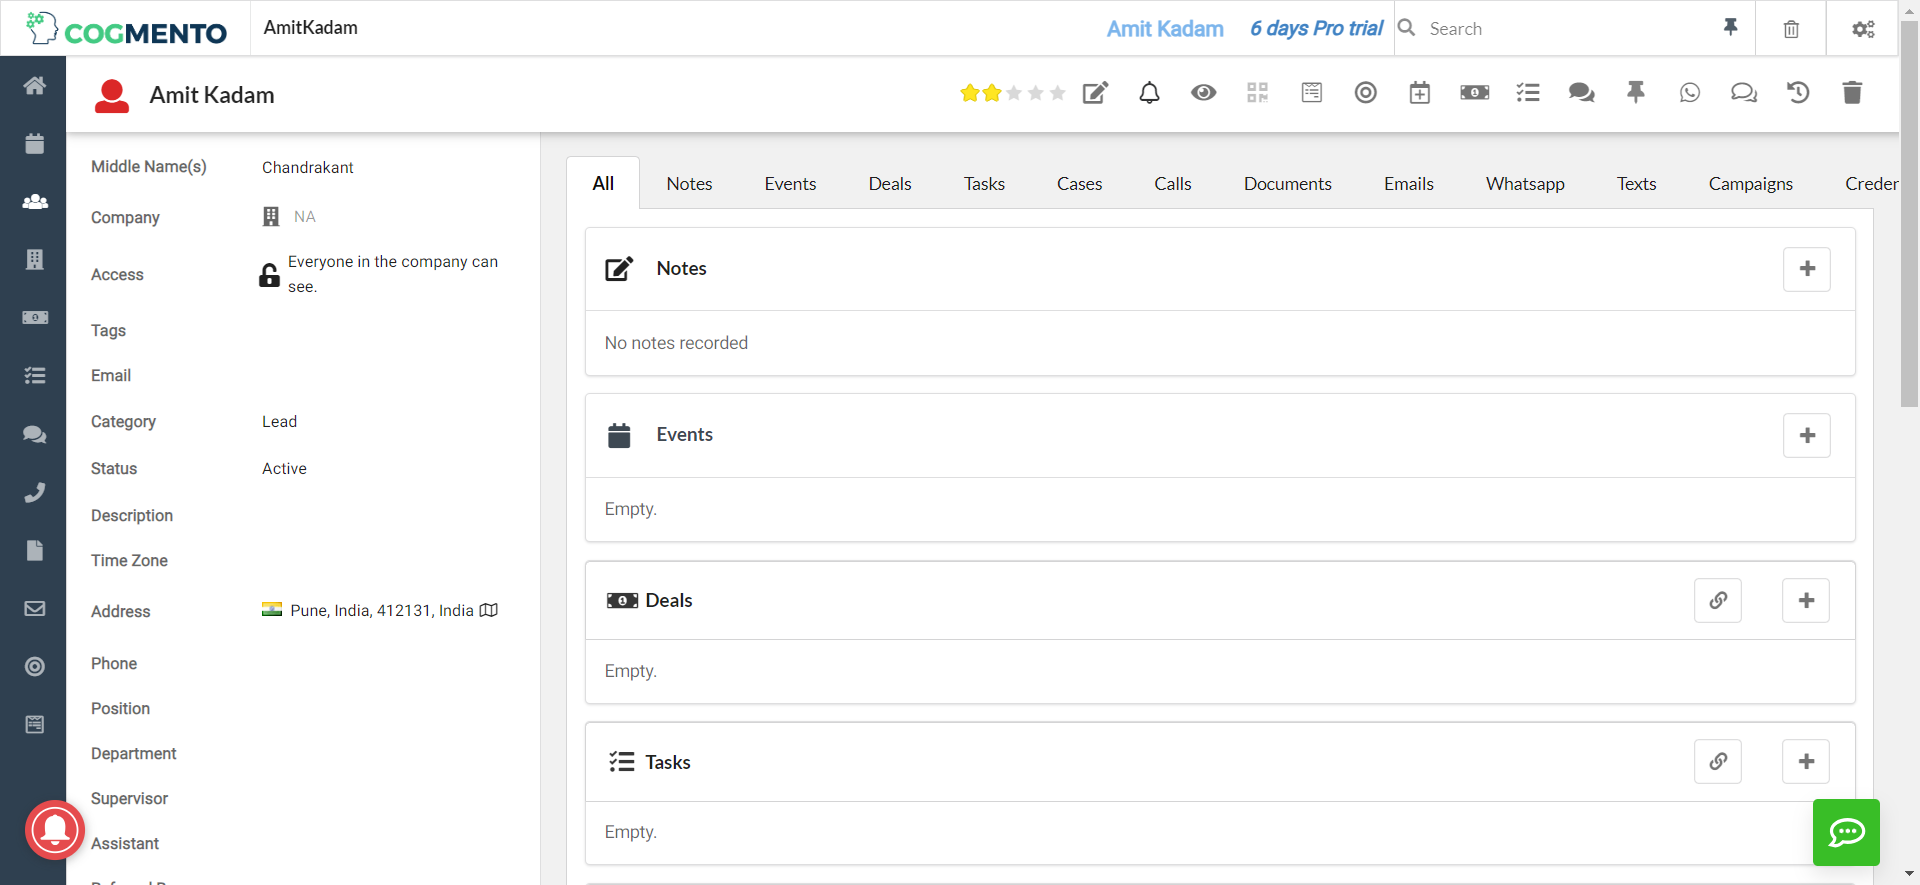 COGMENTO
AmitKadam
Amit Kadam
6 days Pro trial
Search
Amit Kadam
Middle Name(s)
Chandrakant
Company
NA
Access
Everyone in the company can
see.
Tags
Email
Category
Lead
Status
Active
Description
Time Zone
Address
Pune, India, 412131, India
Phone
Position
Department
Supervisor
Assistant
All
Notes
Events
Deals
Tasks
Cases
Calls
Documents
Emails
Whatsapp
Texts
Campaigns
Creder
Notes
No notes recorded
Events
Empty.
Deals
Empty.
Tasks
Empty.